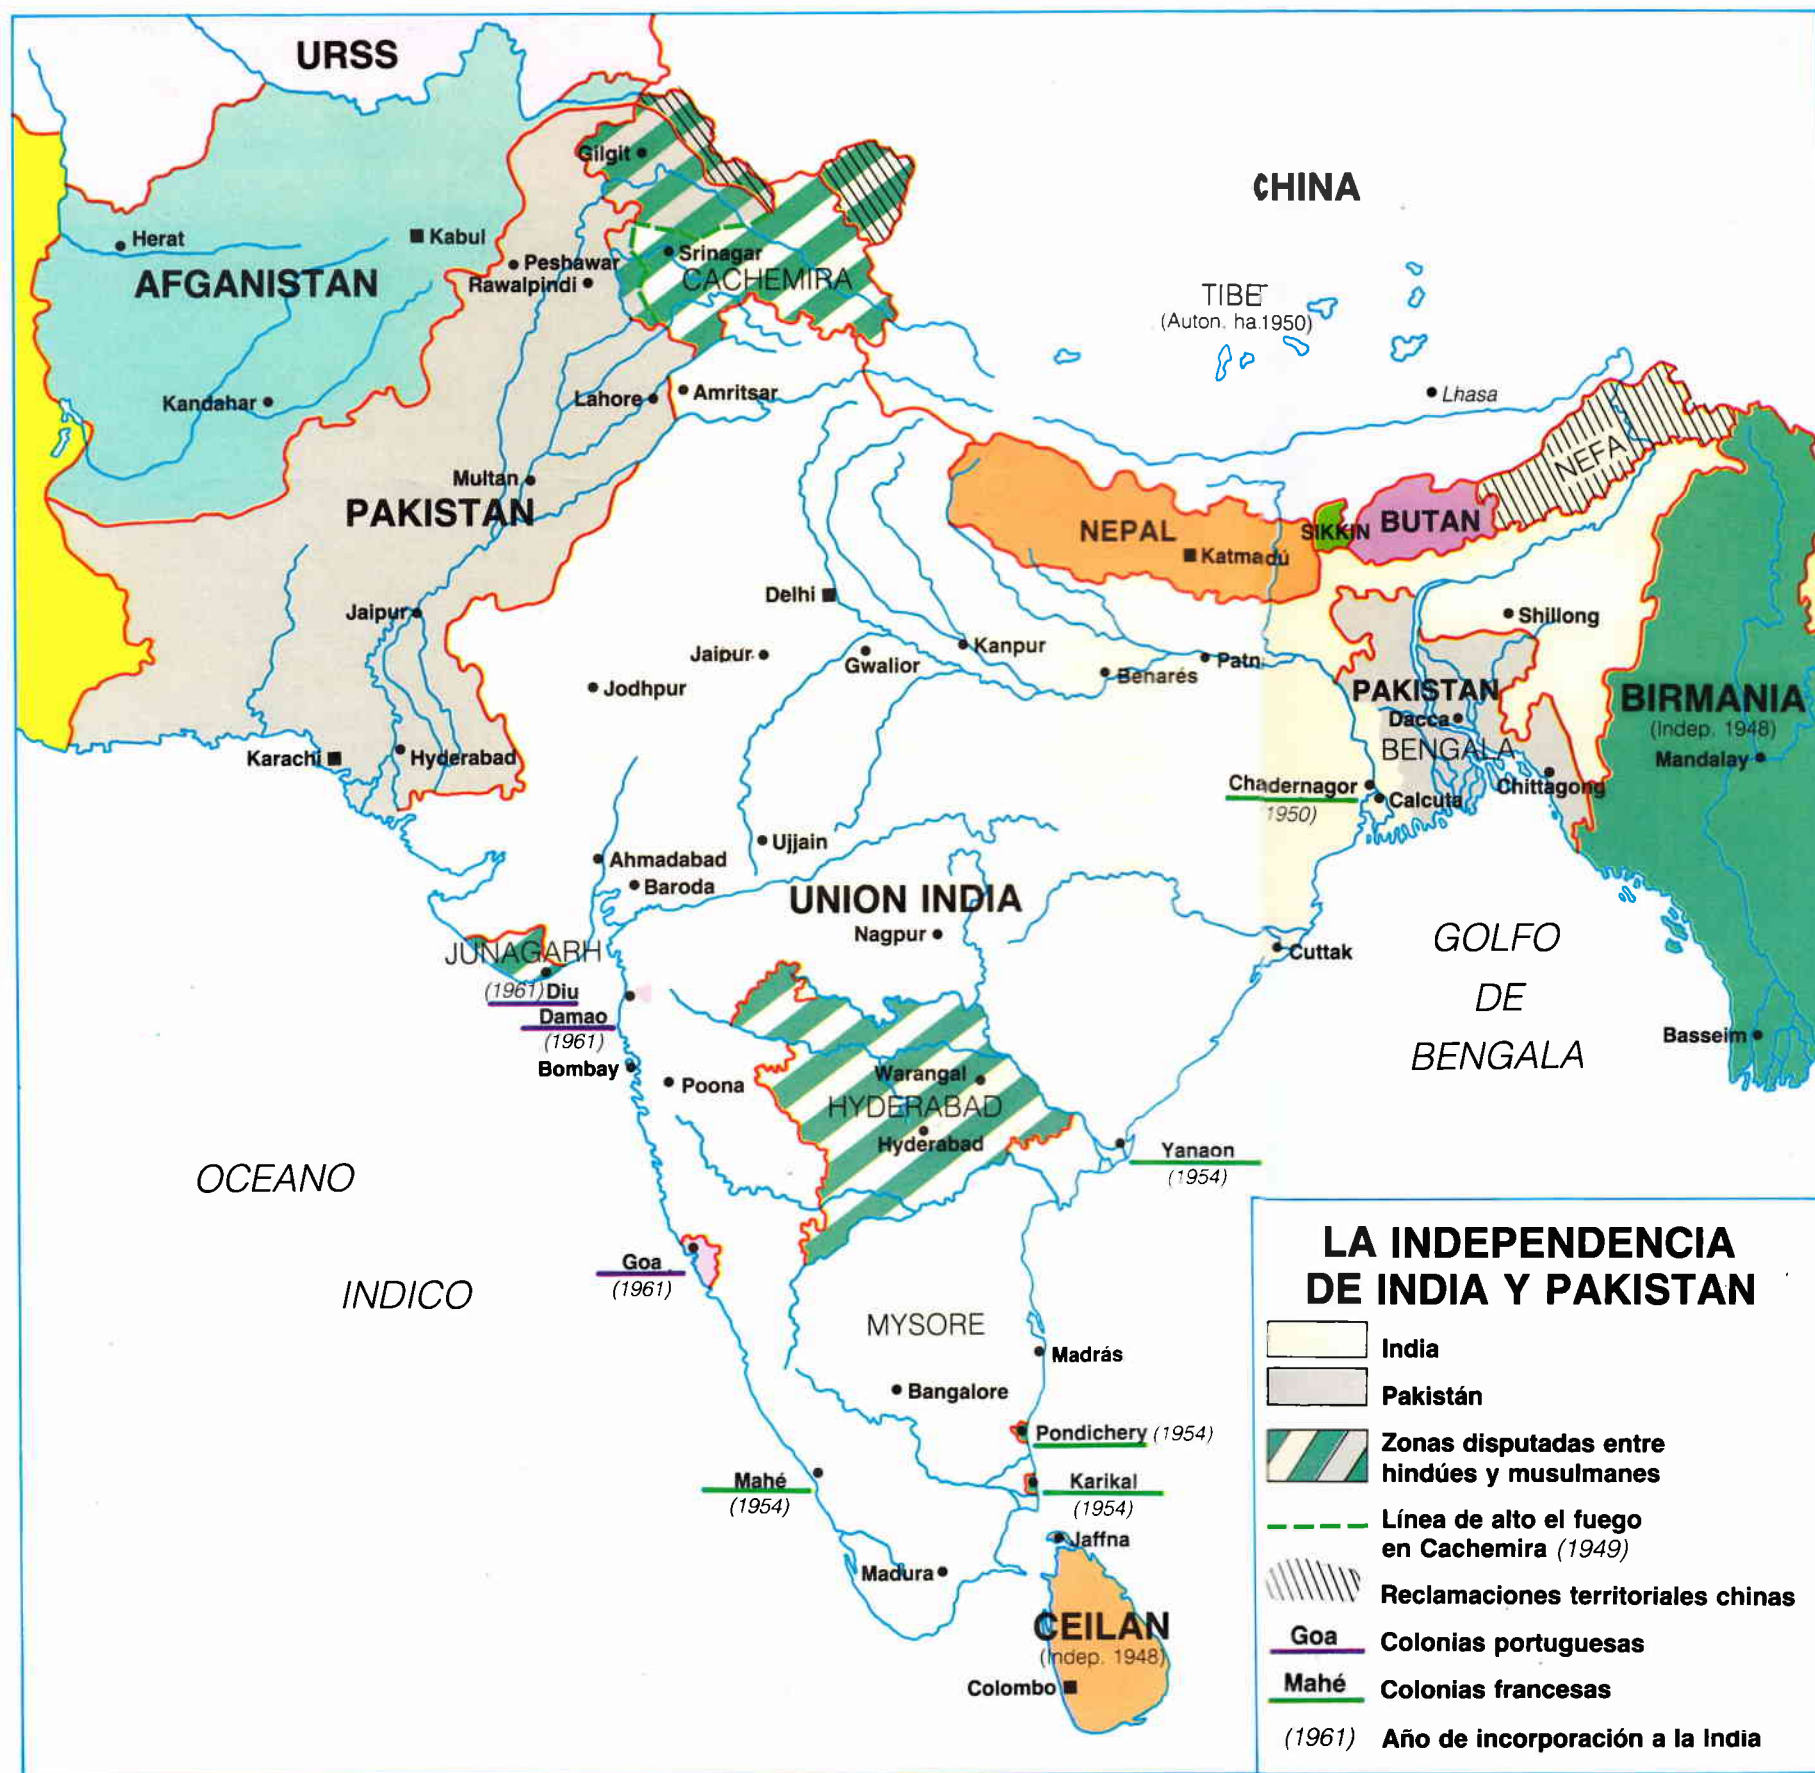 URSS
CHINA
Gilgit
Herat
Kabul
AFGANISTAN
Peshawar
Rawalpindi
Srinagar
CACHEMIRA
TIBE
(Auton. ha.1950)
Kandahar
Lahore
Amritsar
Lhasa
Multan
PAKISTAN
NEFA
NEPAL
SIKKIN
BUTAN
Katmadú
Delhi
Jaipur
Shillong
Jaipur
Gwalior
Kanpur
Benarés
Patn
Jodhpur
PAKISTAN
Dacca
BENGALA
BIRMANIA
(Indep. 1948)
Mandalay
Karachi
Hyderabad
Chadernagor
1950)
Calcuta
Chittagong
Ujjain
Ahmadabad
Baroda
UNION INDIA
Nagpur
Cuttak
GOLFO
DE
BENGALA
JUNAGARH
(1961) Diu
Damao
(1961)
Bombay
Poona
Basseim
Warangal
HYDERABAD
Hyderabad
Yanaon
(1954)
OCEANO
INDICO
Goa
(1961)
MYSORE
Madrás
Bangalore
Pondichery (1954)
Mahé
(1954)
Karikal
(1954)
Jaffna
Madura
CEILAN
(Indep. 1948)
Colombo
LA INDEPENDENCIA
DE INDIA Y PAKISTAN
India
Pakistán
Zonas disputadas entre
hindúes y musulmanes
Línea de alto el fuego
en Cachemira (1949)
Reclamaciones territoriales chinas
Goa Colonias portuguesas
Mahé Colonias francesas
(1961) Año de incorporación a la India